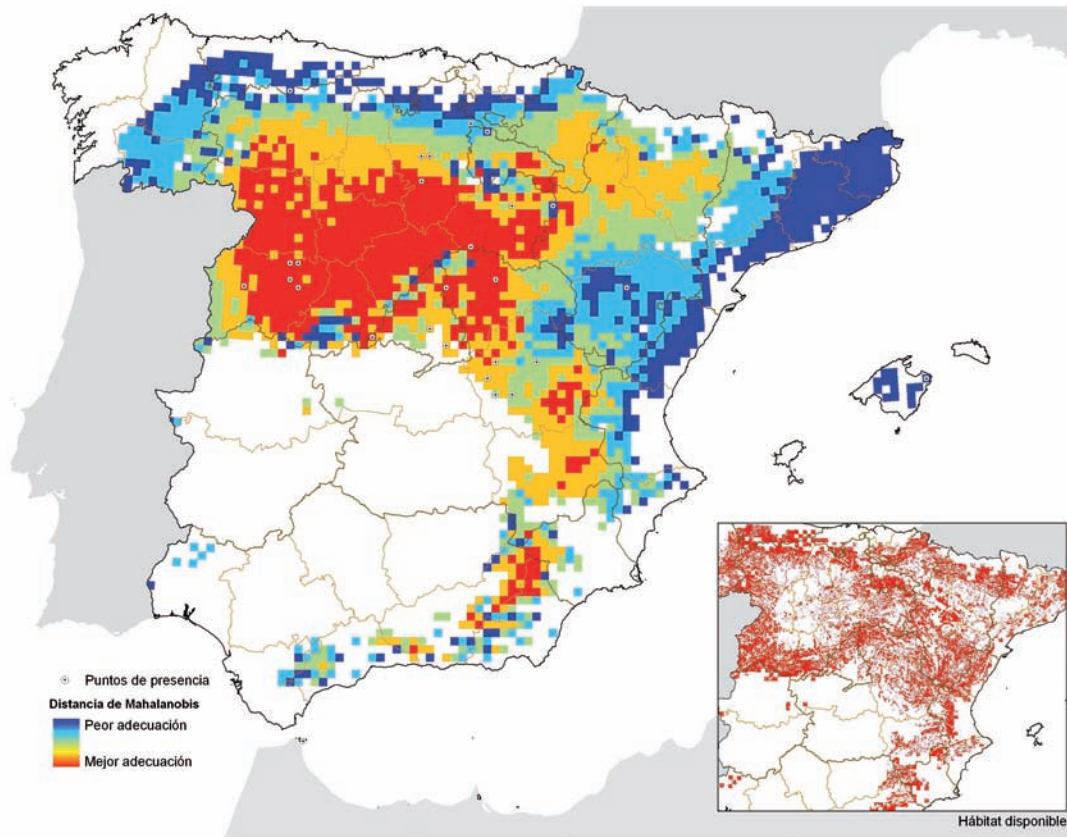 Puntos de presencia
Distancia de Mahalanobis
Peor adecuación
Mejor adecuación
Hábitat disponible